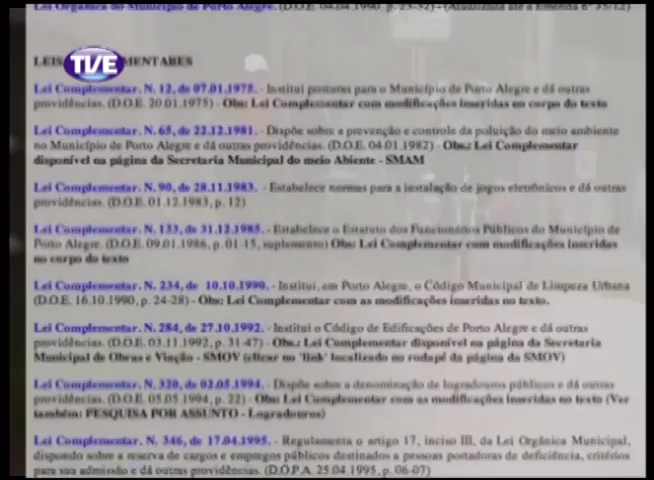 Lei Orgânica do Município de Porto Alegre. (D.O.E. 04.04.1990, p. 23-52) - (Atualizada até a Emenda
LEIS
TVE
MENTARES
Lei Complementar. N. 12, de 07.01.1975. - Institui posturas para o Município de Porto Alegre e dá outras
providências. (D.O.E. 20.01.1975) - Obs: Lei Complementar com modificações inseridas no corpo do texto
Lei Complementar. N. 65, de 22.12.1981. - Dispõe sobre a prevenção e controle da poluição do meio ambiente
no Município de Porto Alegre e dá outras providências. (D.O.E. 04.01.1982) - Obs.: Lei Complementar
disponível na página da Secretaria Municipal do meio Abiente - SMAM
Lei Complementar. N. 90, de 28.11.1983. - Estabelece normas para a instalação de jogos eletrônicos e dá outras
providências. (D.O.E. 01.12.1983, p. 12)
Lei Complementar. N. 133, de 31.12.1985. - Estabelece o Estatuto dos Funcionários Públicos do Município de
Porto Alegre. (D.O.E. 09.01.1986, p. 01-15, suplemento) Obs: Lei Complementar com modificações inseridas
no corpo do texto
Lei Complementar. N. 234, de 10.10.1990. - Institui, em Porto Alegre, o Código Municipal de Limpeza Urbana
(D.O.E. 16.10.1990, p. 24-28) - Obs: Lei Complementar com as modificações inseridas no texto.
Lei Complementar. N. 284, de 27.10.1992. - Institui o Código de Edificações de Porto Alegre e dá outras
providências. (D.O.E. 03.11.1992, p. 31-47) - Obs.: Lei Complementar disponível na página da Secretaria
Municipal de Obras e Viação - SMOV (clicar no 'link' localizado no rodapé da página da SMOV)
Lei Complementar. N. 320, de 02.05.1994. - Dispõe sobre a denominação de logradouros públicos e dá outras
providências. (D.O.E. 05.05.1994, p. 22) - Obs: Lei Complementar com as modificações inseridas no texto (Ver
também: PESQUISA POR ASSUNTO - Logradouros)
Lei Complementar. N. 346, de 17.04.1995. - Regulamenta o artigo 17, inciso III, da Lei Orgânica Municipal,
dispondo sobre a reserva de cargos e empregos públicos destinados a pessoas portadoras de deficiência, critérios
para sua admissão e dá outras providências. (D.O.P.A. 25.04.1995, p. 06-07)